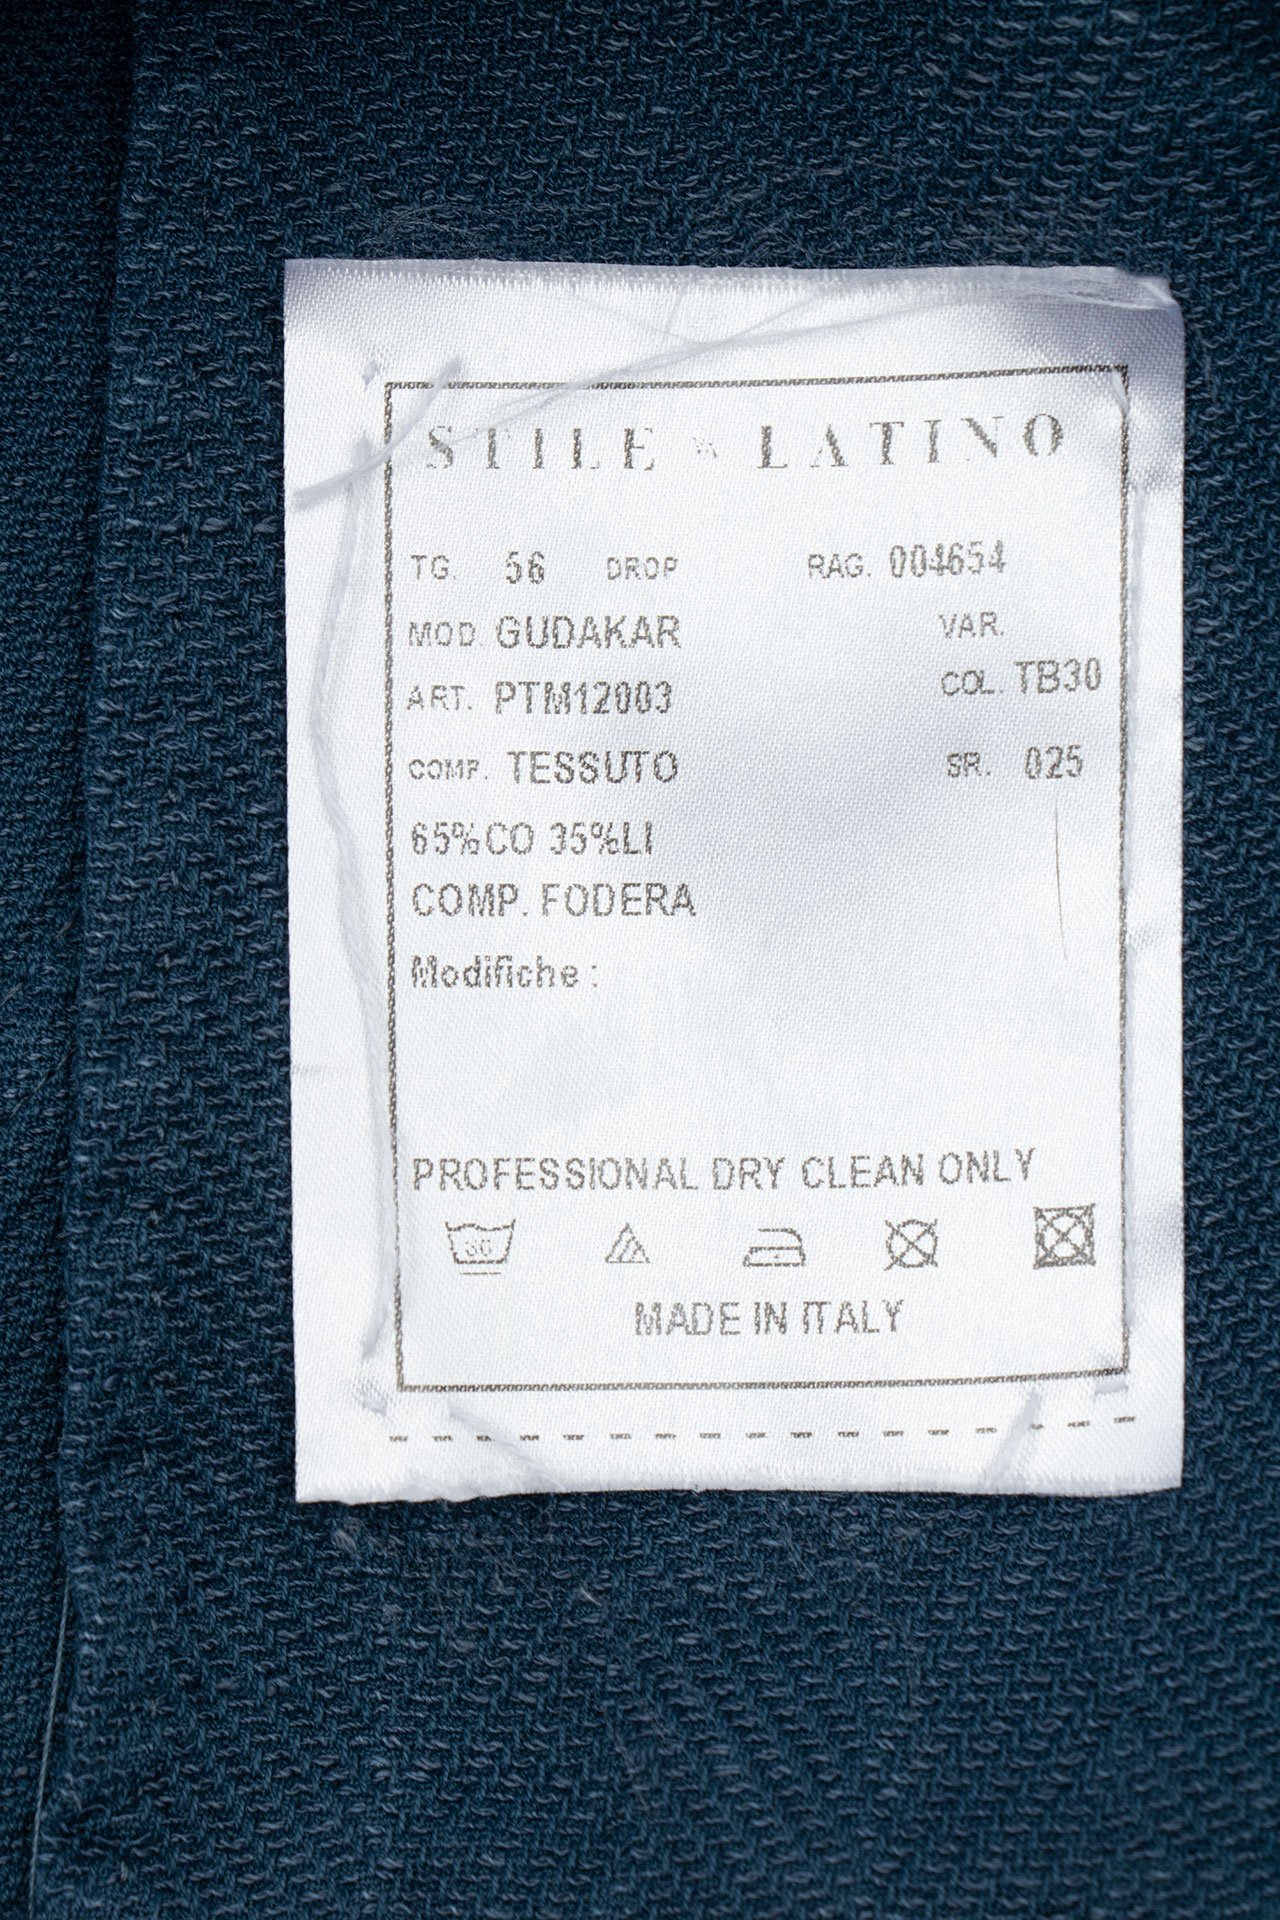 STILE LATINO
TG. 56 DROP RAG. 004654
MOD. GUDAKAR VAR.
ART. PTM12003 COL. TB30
COMP. TESSUTO SR. 025
65%CO 35%LI
COMP. FODERA
Modifiche :
PROFESSIONAL DRY CLEAN ONLY
30
MADE IN ITALY